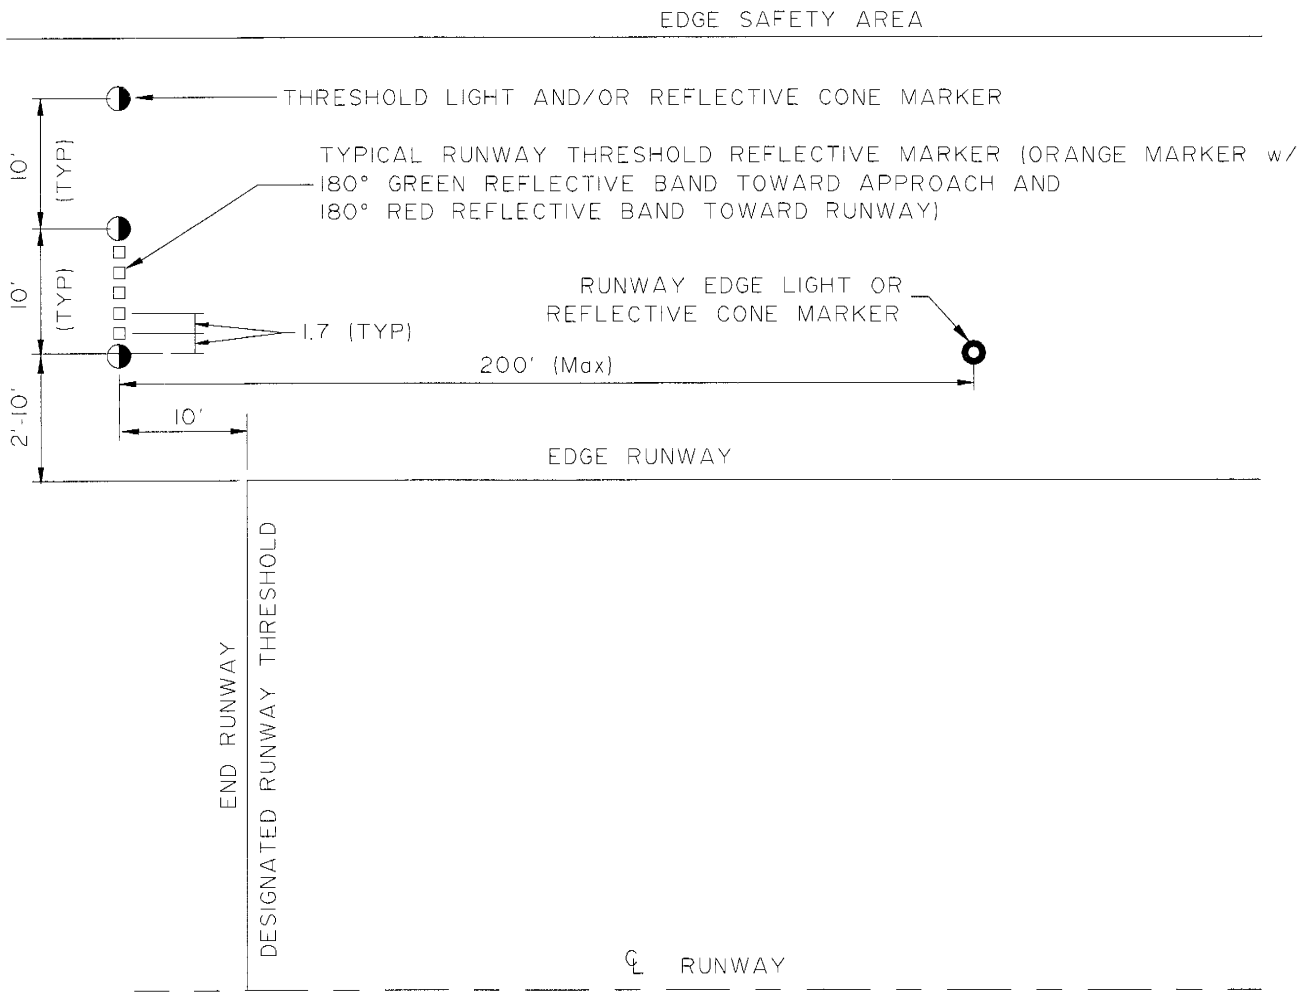 EDGE SAFETY AREA
THRESHOLD LIGHT AND/OR REFLECTIVE CONE MARKER
10'
(TYP)
TYPICAL RUNWAY THRESHOLD REFLECTIVE MARKER (ORANGE MARKER w/
180° GREEN REFLECTIVE BAND TOWARD APPROACH AND
180° RED REFLECTIVE BAND TOWARD RUNWAY)
10'
(TYP)
RUNWAY EDGE LIGHT OR
REFLECTIVE CONE MARKER
1.7 (TYP)
200' (Max)
2'-10'
10'
EDGE RUNWAY
END RUNWAY
DESIGNATED RUNWAY THRESHOLD
℄ RUNWAY